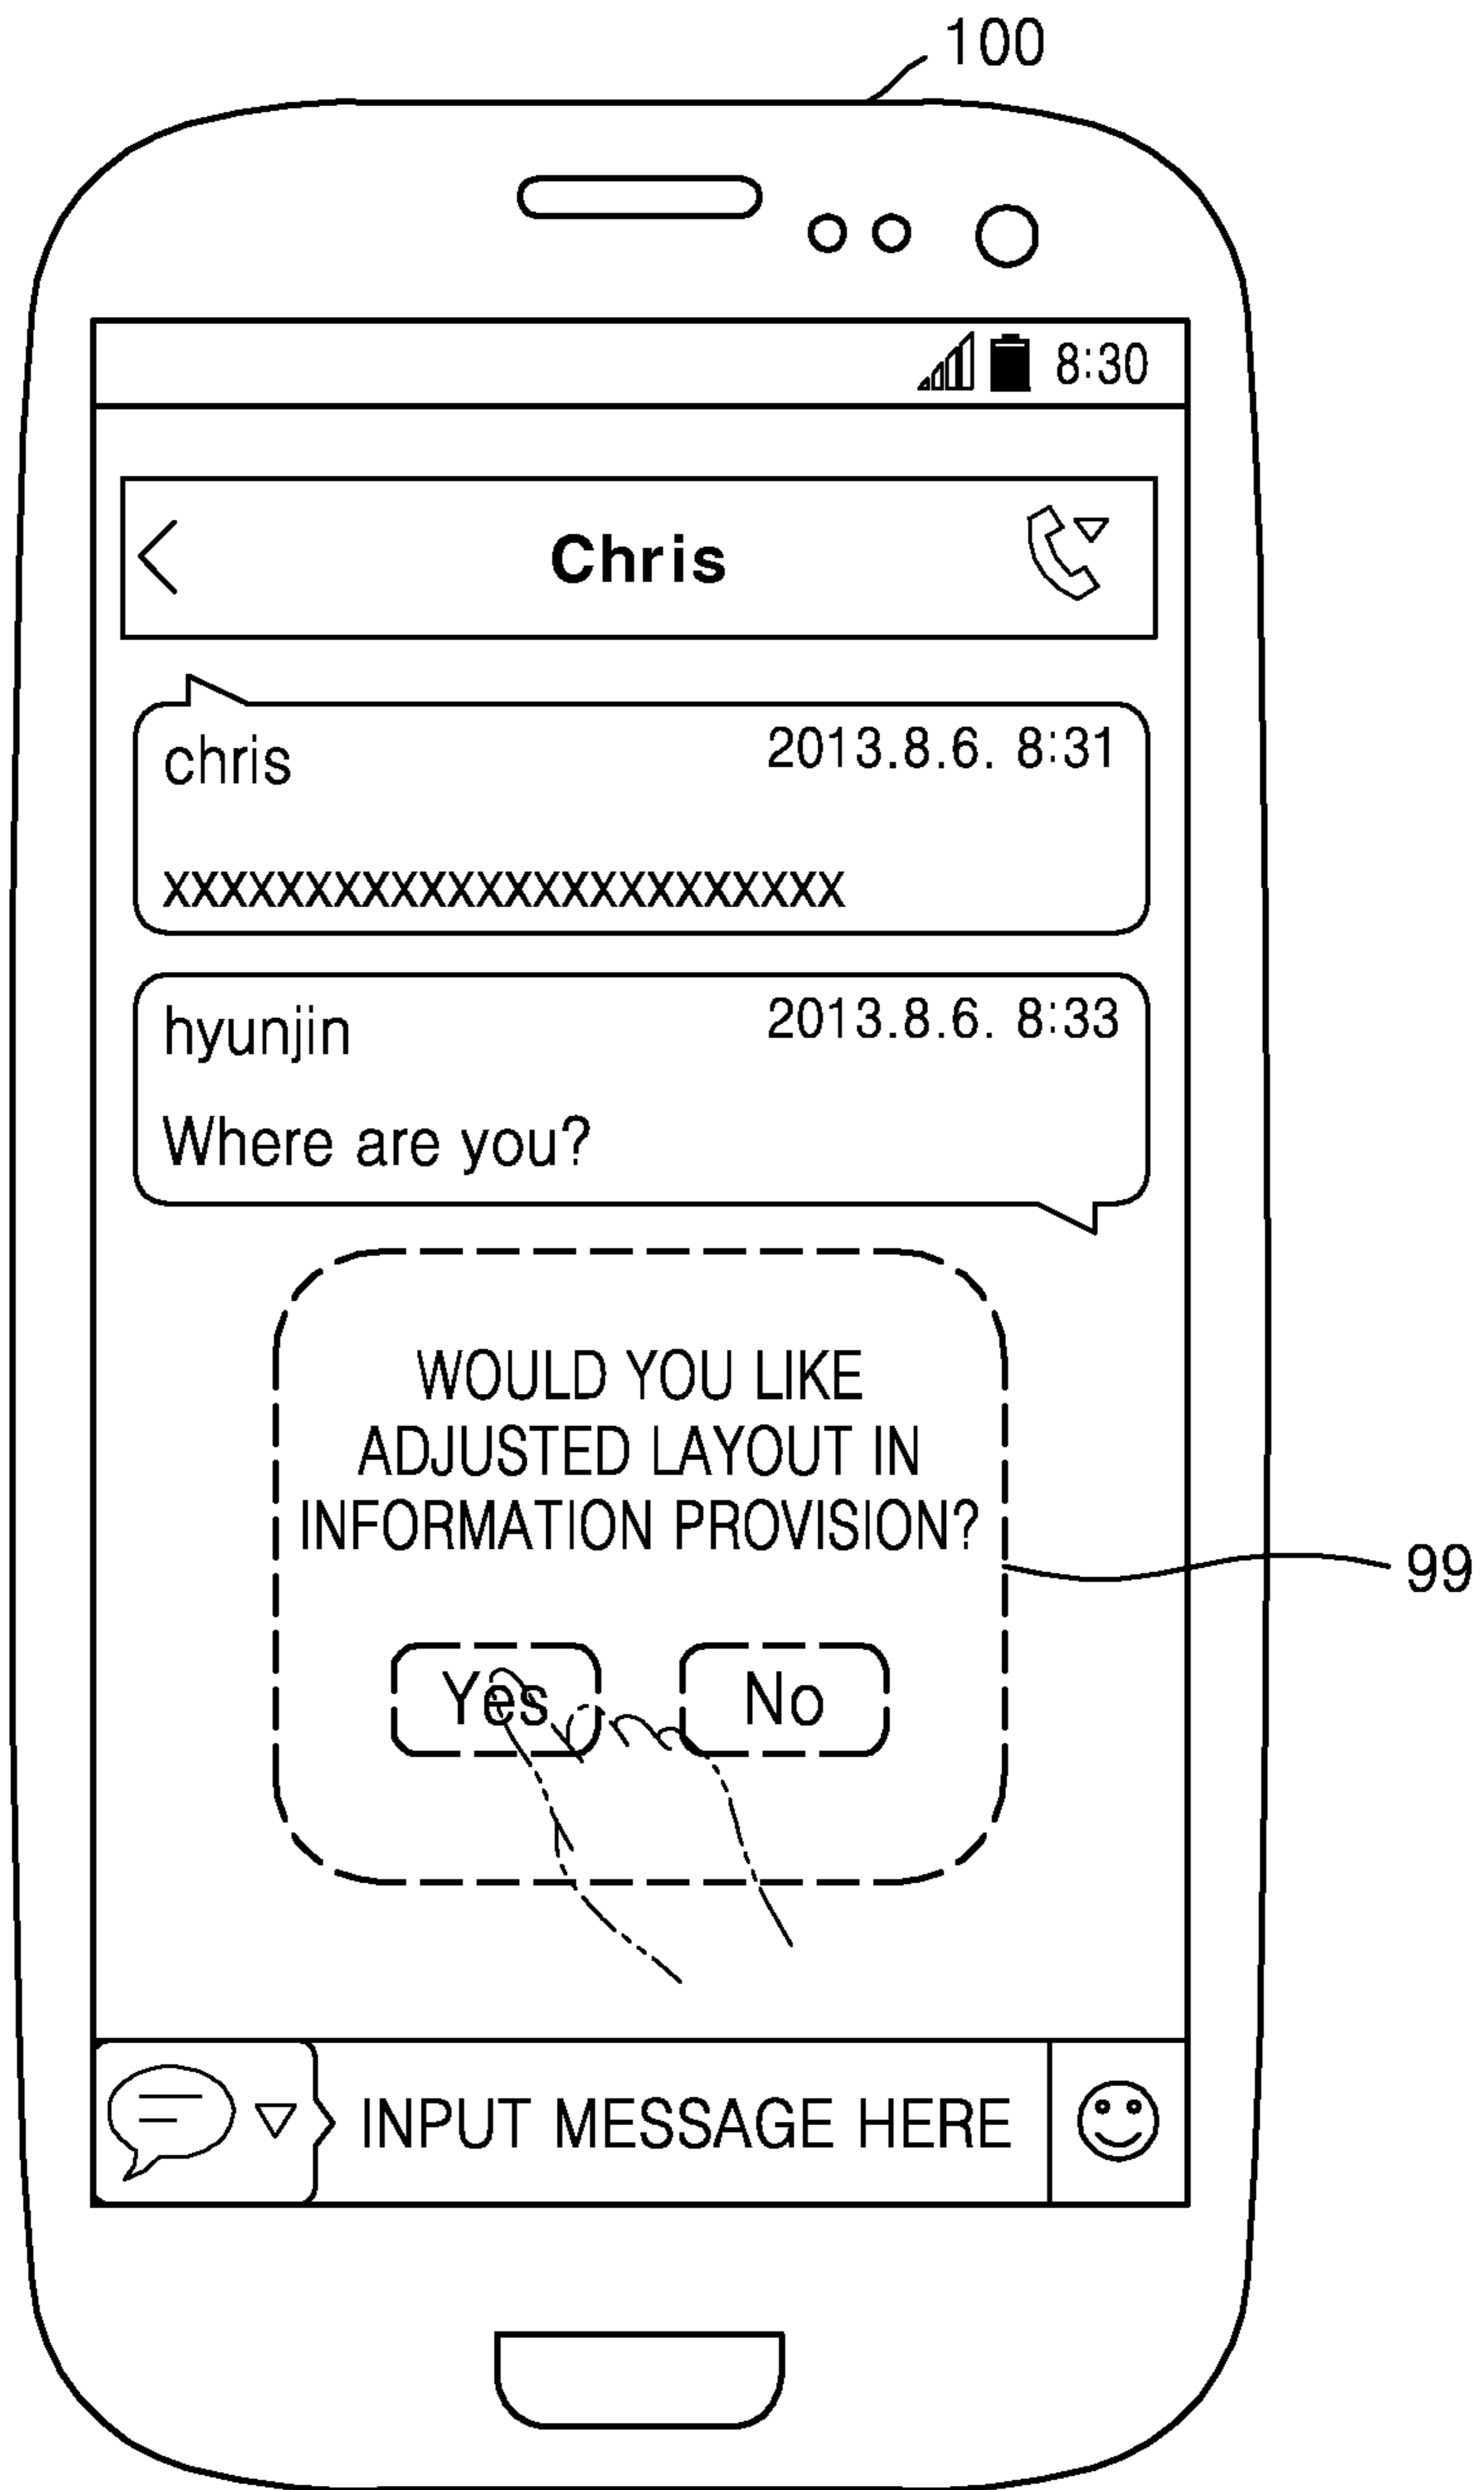 100
8:30
Chris
chris 2013.8.6. 8:31
xxxxxxxxxxxxxxxxxxxxxxxx
hyunjin 2013.8.6. 8:33
Where are you?
WOULD YOU LIKE
ADJUSTED LAYOUT IN
INFORMATION PROVISION?
99
Yes No
INPUT MESSAGE HERE